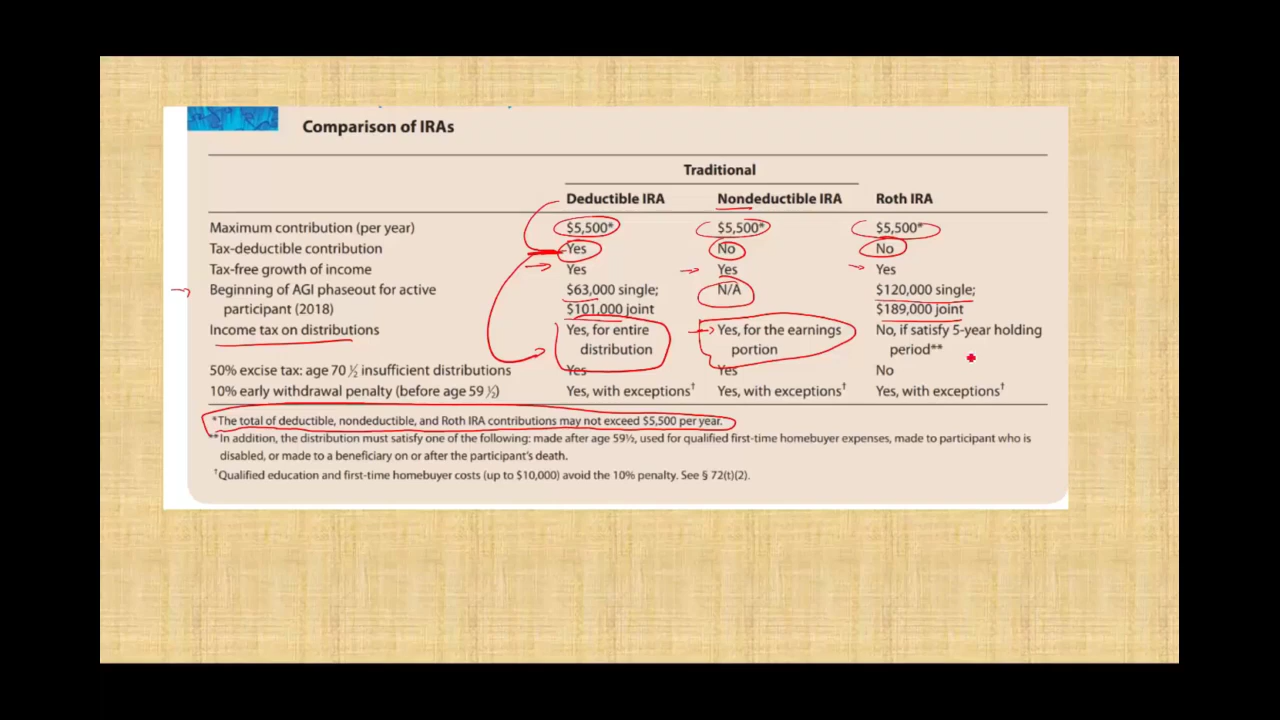 Comparison of IRAs
Traditional
Deductible IRA Nondeductible IRA Roth IRA
Maximum contribution (per year) $5,500* $5,500* $5,500*
Tax-deductible contribution Yes No No
Tax-free growth of income Yes Yes Yes
Beginning of AGI phaseout for active $63,000 single; N/A $120,000 single;
participant (2018) $101,000 joint $189,000 joint
Income tax on distributions Yes, for entire Yes, for the earnings No, if satisfy 5-year holding
distribution portion period**
50% excise tax: age 70 ½ insufficient distributions Yes Yes No
10% early withdrawal penalty (before age 59 ½) Yes, with exceptions† Yes, with exceptions† Yes, with exceptions†
*The total of deductible, nondeductible, and Roth IRA contributions may not exceed $5,500 per year.
**In addition, the distribution must satisfy one of the following: made after age 59½, used for qualified first-time homebuyer expenses, made to participant who is
disabled, or made to a beneficiary on or after the participant's death.
†Qualified education and first-time homebuyer costs (up to $10,000) avoid the 10% penalty. See § 72(t)(2).